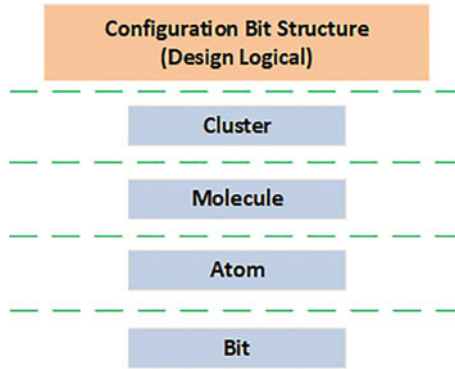 Configuration Bit Structure
(Design Logical)
Cluster
Molecule
Atom
Bit